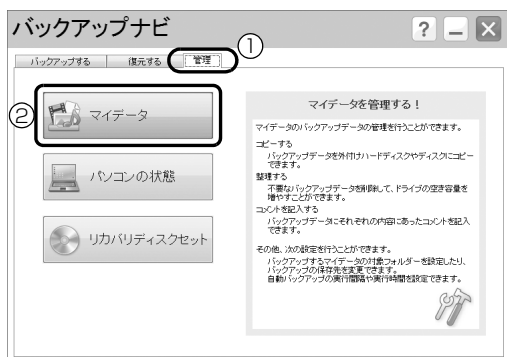 バックアップナビ
? − ×
①
バックアップする 復元する 管理
②
マイデータ
パソコンの状態
リカバリディスクセット
マイデータを管理する！
マイデータのバックアップデータの管理を行うことができます。
コピーする
バックアップデータを外付けハードディスクやディスクにコピー
できます。
整理する
不要なバックアップデータを削除して、ドライブの空き容量を
増やすことができます。
コメントを記入する
バックアップデータにそれぞれの内容にあったコメントを記入
できます。
その他、次の設定を行うことができます。
バックアップするマイデータの対象フォルダーを設定したり、
バックアップの保存先を変更できます。
自動バックアップの実行間隔や実行時間を設定できます。